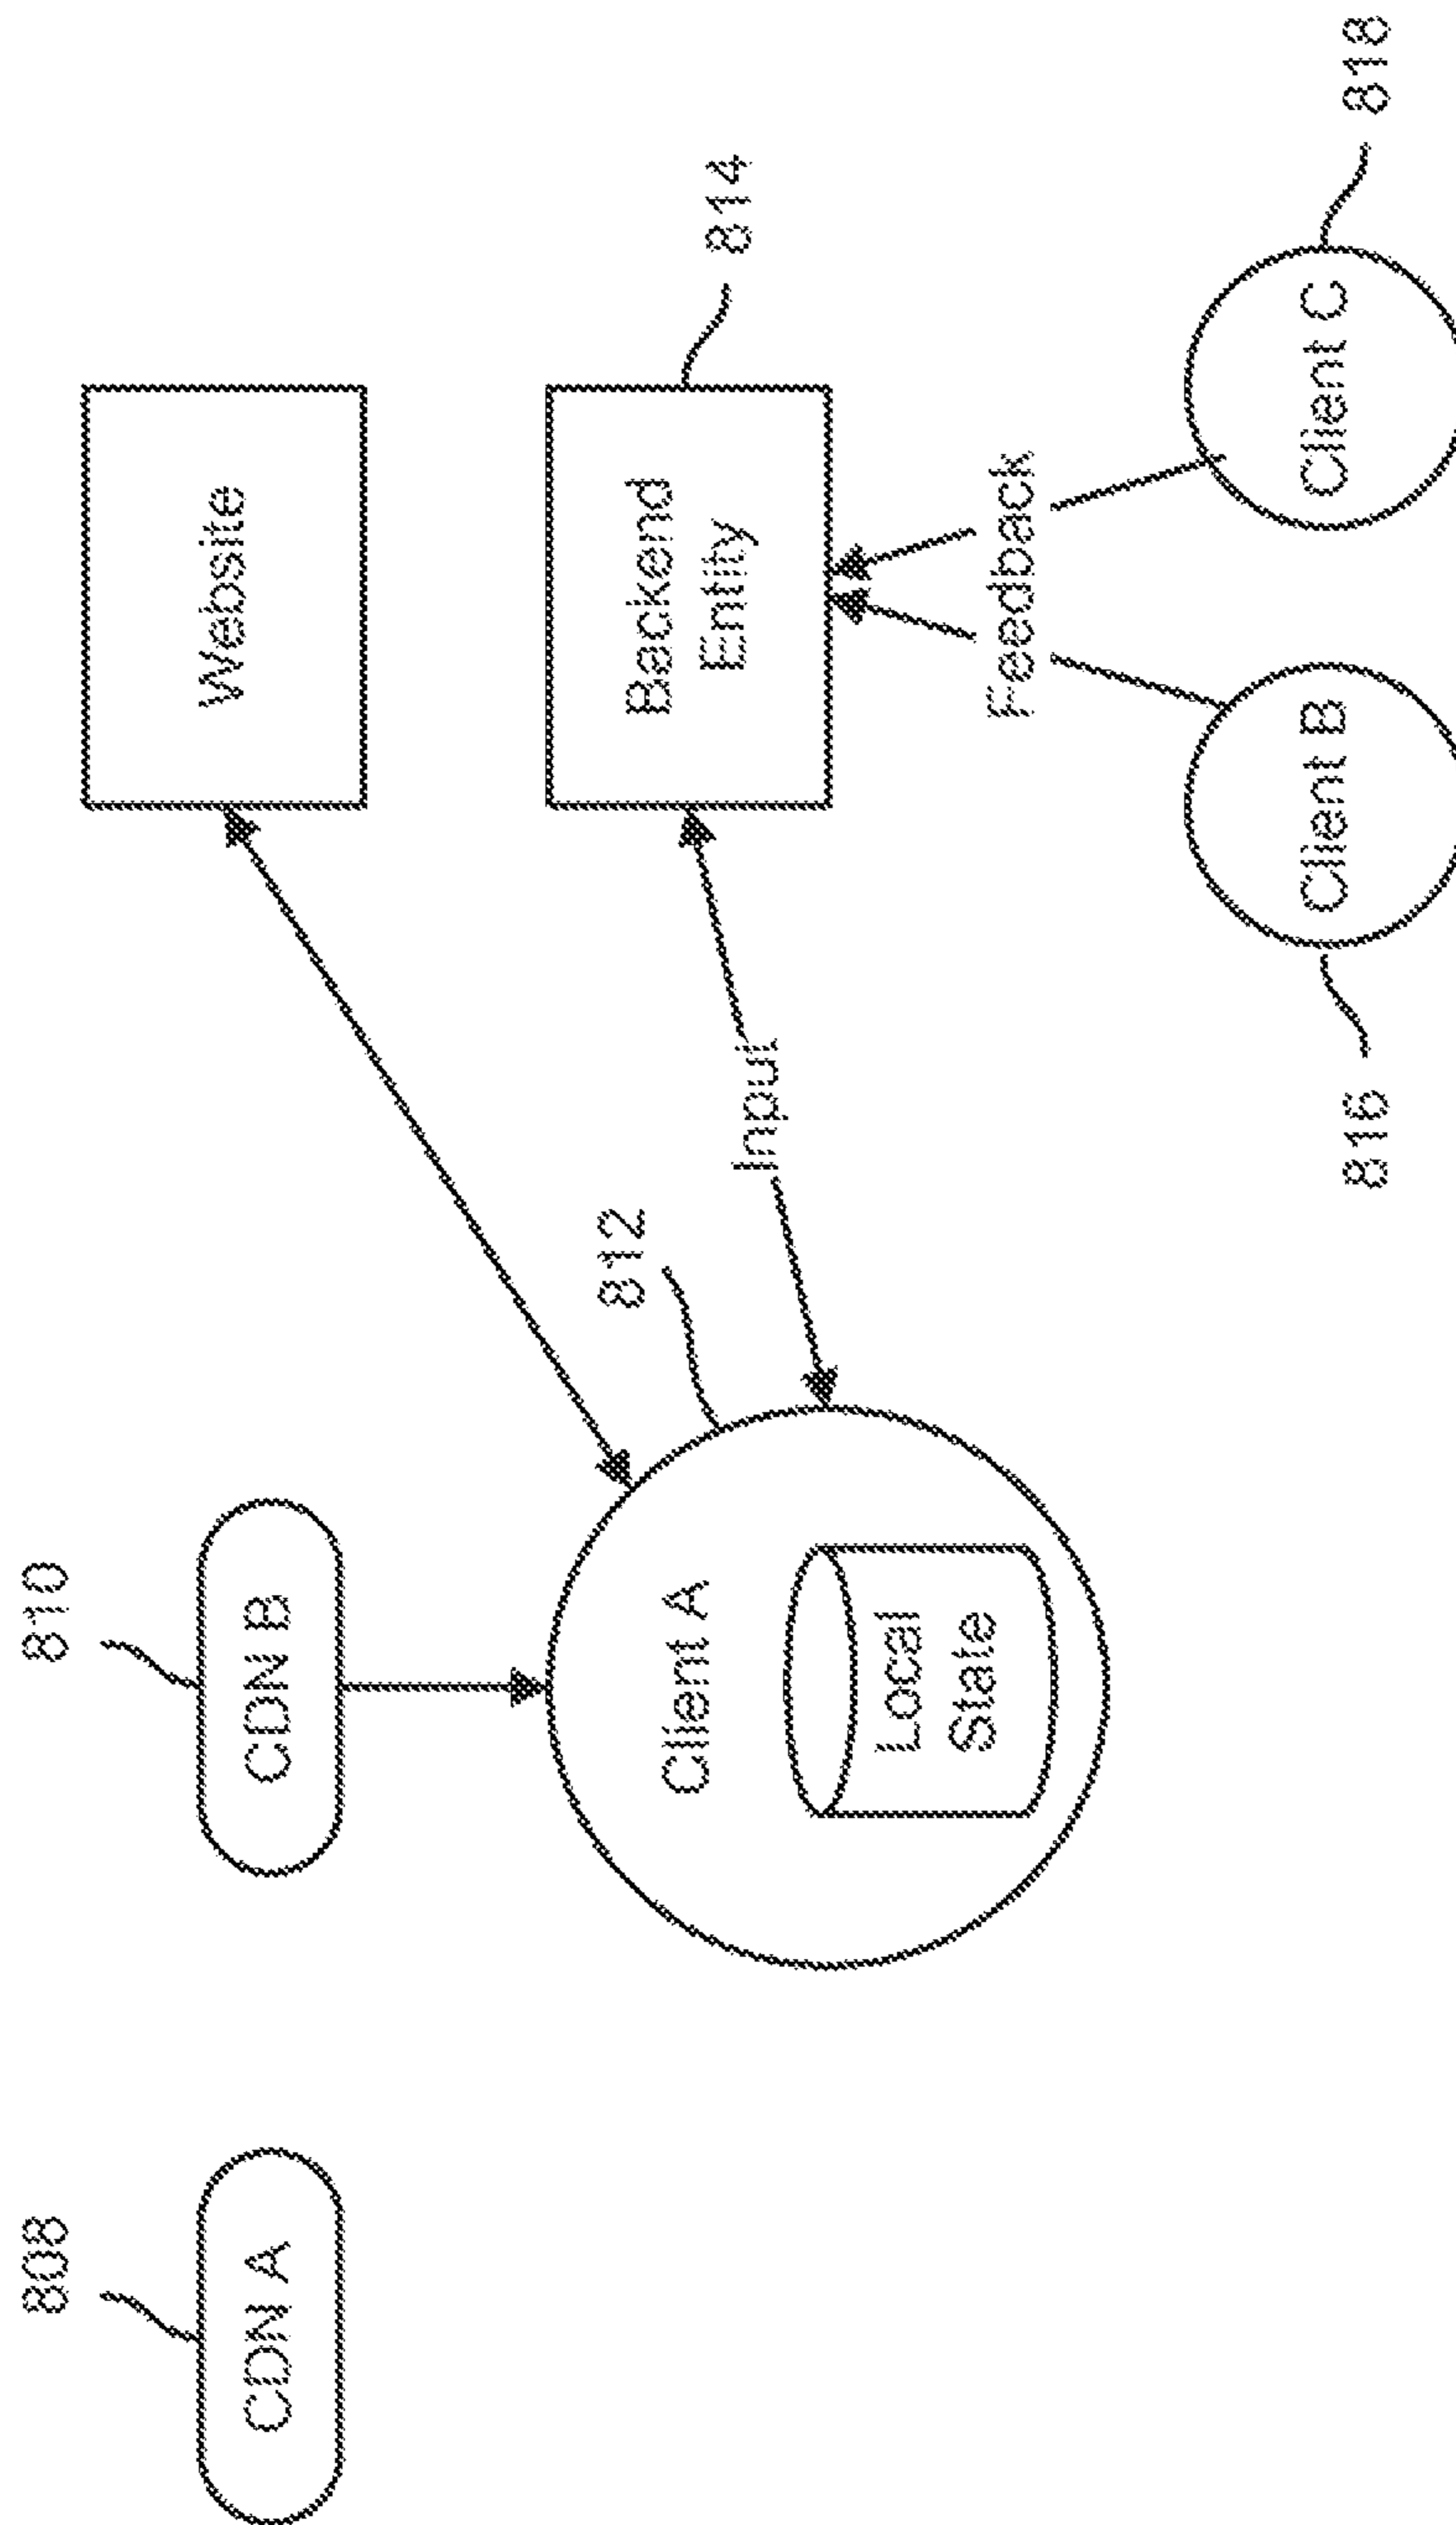 808
CDN A
810
CDN B
Website
812
Client A
Local
State
Input
Backend
Entity
814
Feedback
816
Client B
Client C
818